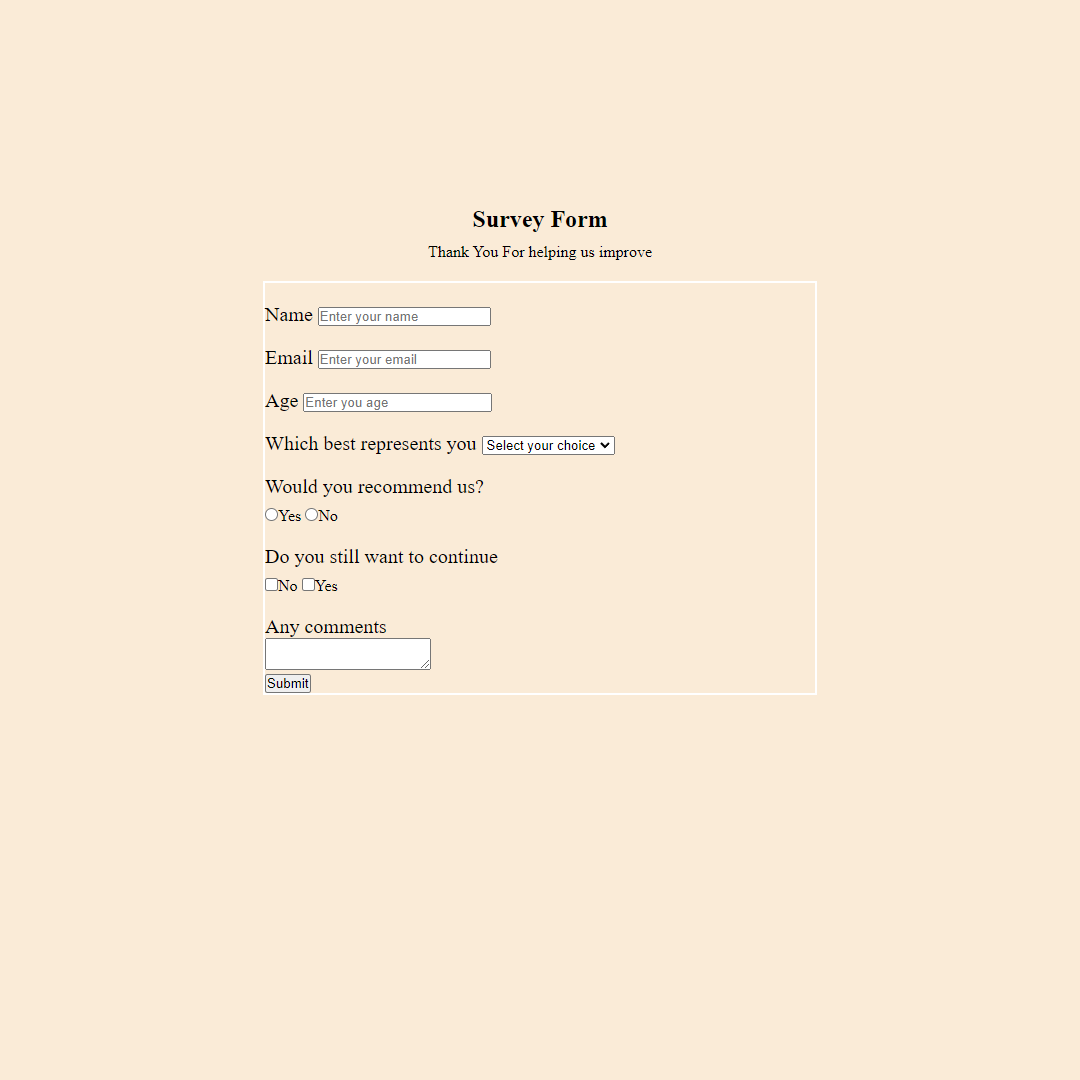 Survey Form
Thank You For helping us improve
Name Enter your name
Email Enter your email
Age Enter you age
Which best represents you Select your choice
Would you recommend us?
Yes No
Do you still want to continue
No Yes
Any comments
Submit